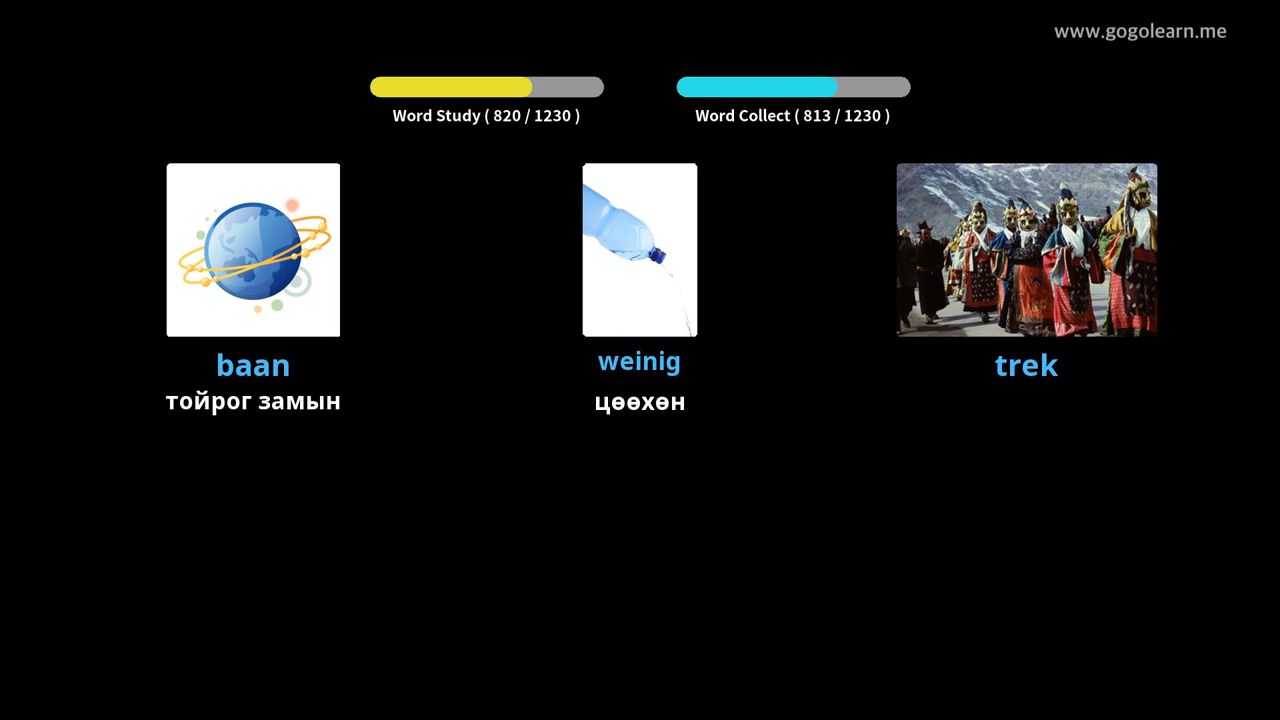 www.gogolearn.me
Word Study ( 820 / 1230 )
Word Collect ( 813 / 1230 )
baan
тойрог замын
weinig
цөөхөн
trek